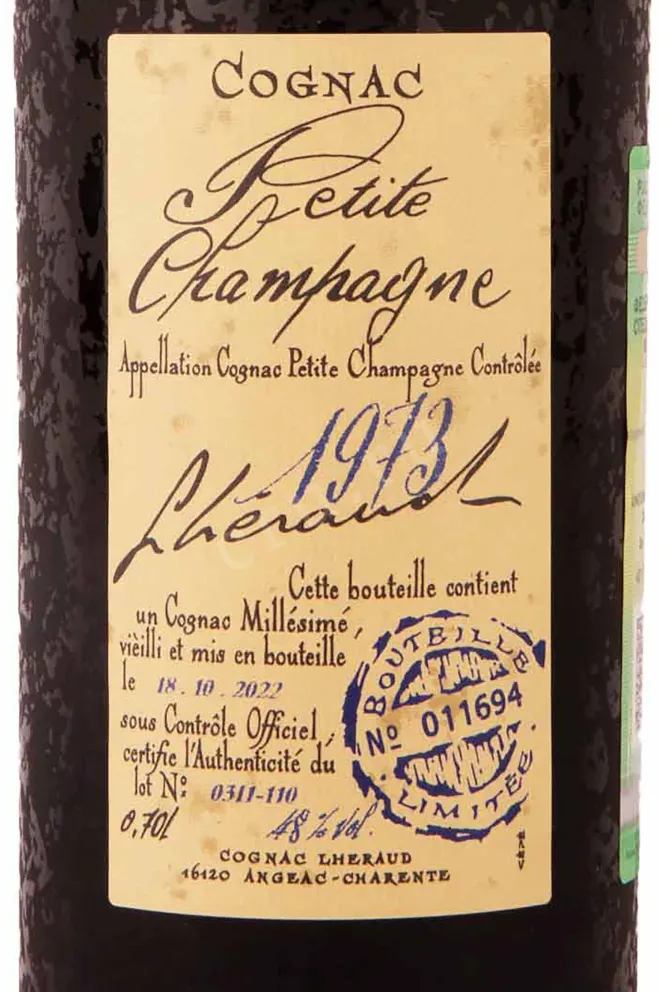 COGNAC
Petite
Champagne
Appellation Cognac Petite Champagne Contrôlée
1973
Lhéraud
Cette bouteille contient
un Cognac Millésimé,
vieilli et mis en bouteille
le 18.10.2022
sous Contrôle Officiel,
certifie l'Authenticité du
lot No: 0311-110
BOUTEILLE
No 011694
LIMITÉE
0,70l 48 % Vol.
COGNAC LHERAUD
16120 ANGEAC-CHARENTE